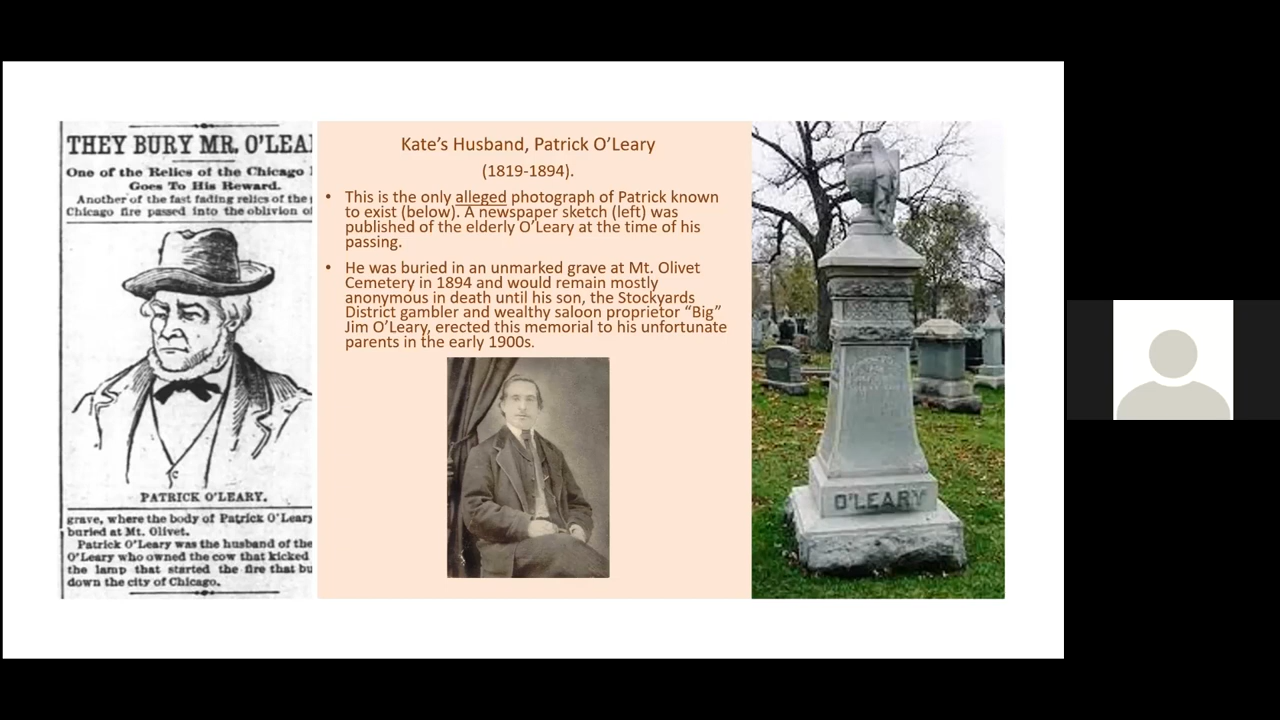 THEY BURY MR. O'LEA
One of the Relics of the Chicago
Goes To His Reward.
Another of the fast fading relics of the
Chicago fire passed into the oblivion of
PATRICK O'LEARY.
grave, where the body of Patrick O'Leary
buried at Mt. Olivet.
Patrick O'Leary was the husband of the
O'Leary who owned the cow that kicked
the lamp that started the fire that bu
down the city of Chicago.
Kate's Husband, Patrick O'Leary
(1819-1894).
• This is the only alleged photograph of Patrick known
to exist (below). A newspaper sketch (left) was
published of the elderly O'Leary at the time of his
passing.
• He was buried in an unmarked grave at Mt. Olivet
Cemetery in 1894 and would remain mostly
anonymous in death until his son, the Stockyards
District gambler and wealthy saloon proprietor "Big"
Jim O'Leary, erected this memorial to his unfortunate
parents in the early 1900s.
O'LEARY